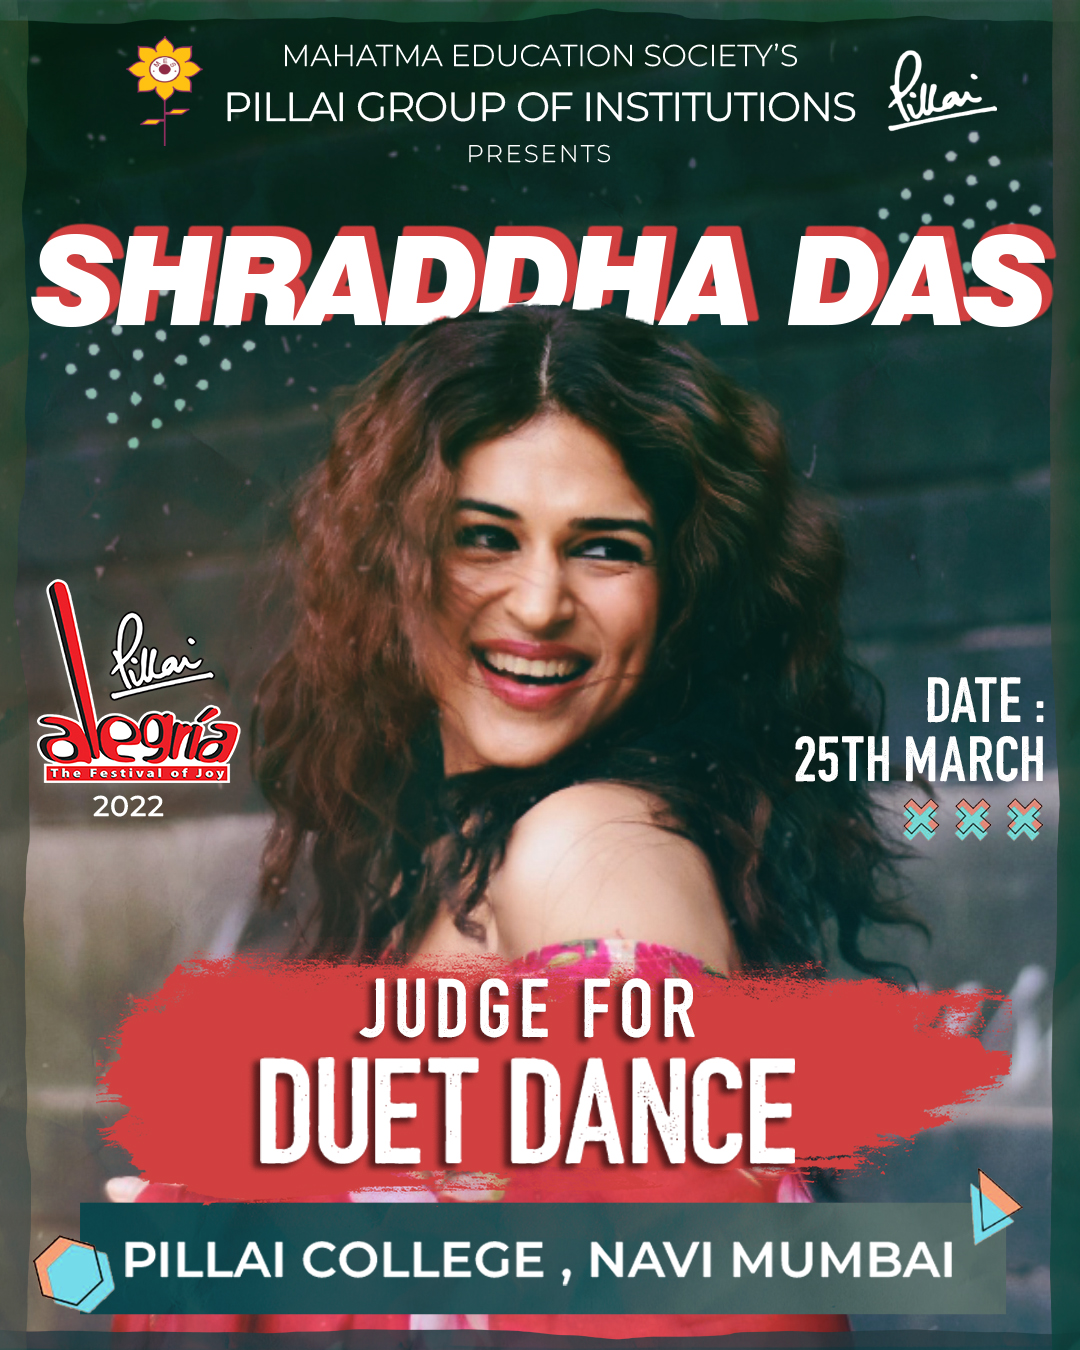 MAHATMA EDUCATION SOCIETY'S
PILLAI GROUP OF INSTITUTIONS
Pillai
PRESENTS
SHRADDHA DAS
Pillai
alegría
The Festival of Joy
2022
DATE :
25TH MARCH
JUDGE FOR
DUET DANCE
PILLAI COLLEGE , NAVI MUMBAI